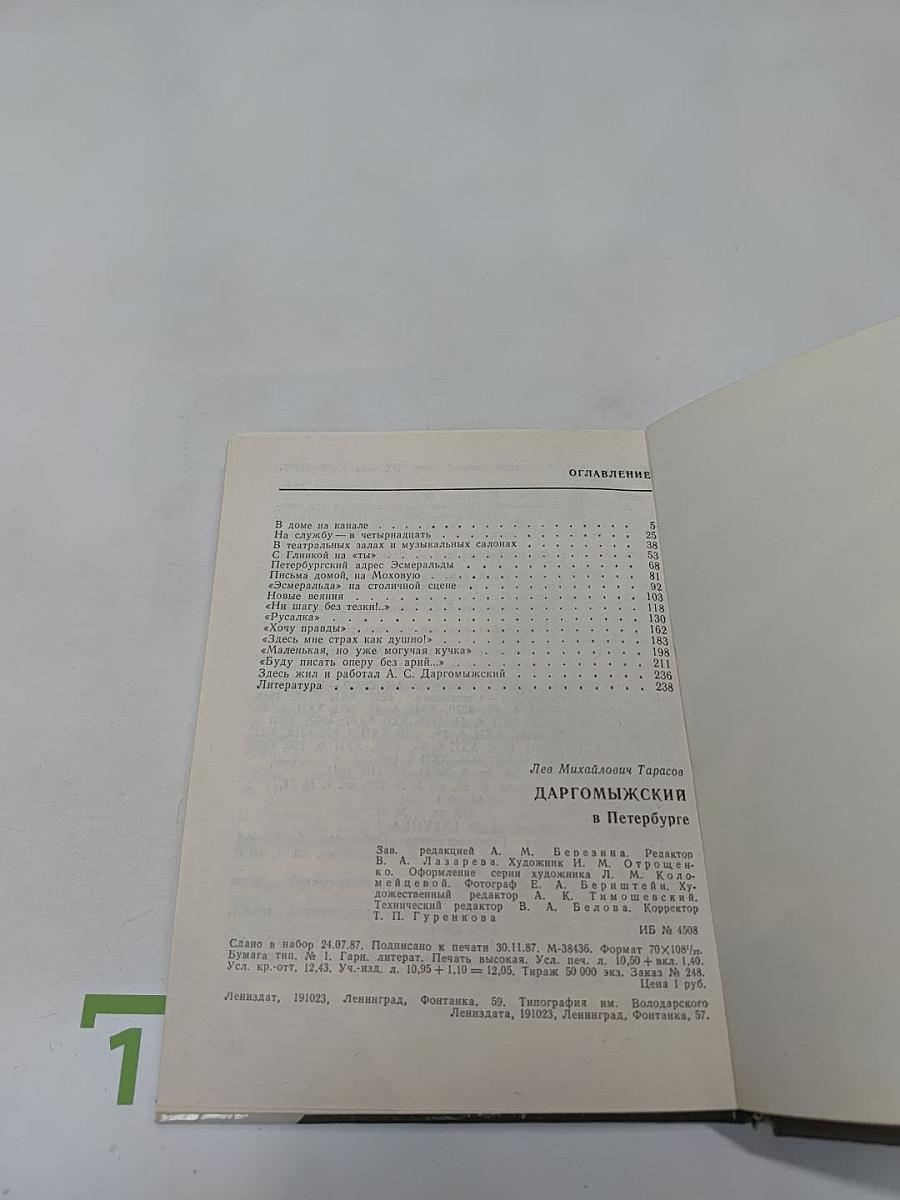 ОГЛАВЛЕНИЕ
В доме на канале . . . . . . . . . . . . . . . . . 5
На службу — в четырнадцать . . . . . . . . . . . . . 25
В театральных залах и музыкальных салонах . . . . . . . 38
С Глинкой на «ты» . . . . . . . . . . . . . . . . . 53
Петербургский адрес Эсмеральды . . . . . . . . . . . 68
Письма домой, на Моховую . . . . . . . . . . . . . 81
«Эсмеральда» на столичной сцене . . . . . . . . . . . 92
Новые веяния . . . . . . . . . . . . . . . . . . . 103
«Ни шагу без тезки!..» . . . . . . . . . . . . . . . 118
«Русалка» . . . . . . . . . . . . . . . . . . . . 130
«Хочу правды» . . . . . . . . . . . . . . . . . . 162
«Здесь мне страх как душно!» . . . . . . . . . . . . 183
«Маленькая, но уже могучая кучка» . . . . . . . . . . 198
«Буду писать оперу без арий...» . . . . . . . . . . . 211
Здесь жил и работал А. С. Даргомыжский . . . . . . . . 236
Литература . . . . . . . . . . . . . . . . . . . . 238
Лев Михайлович Тарасов
ДАРГОМЫЖСКИЙ
в Петербурге
Зав. редакцией А. М. Березина. Редактор
В. А. Лазарева. Художник И. М. Отрощен-
ко. Оформление серии художника Л. М. Коло-
мейцевой. Фотограф Е. А. Бернштейн. Ху-
дожественный редактор А. К. Тимошевский.
Технический редактор В. А. Белова. Корректор
Т. П. Гуренкова
ИБ № 4508
Сдано в набор 24.07.87. Подписано к печати 30.11.87. М-38436. Формат 70×108¹/₃₂.
Бумага тип. № 1. Гарн. литерат. Печать высокая. Усл. печ. л. 10,50 + вкл. 1,40.
Усл. кр.-отт. 12,43. Уч.-изд. л. 10,95 + 1,10 = 12,05. Тираж 50 000 экз. Заказ № 248.
Цена 1 руб.
Лениздат, 191023, Ленинград, Фонтанка, 59. Типография им. Володарского
Лениздата, 191023, Ленинград, Фонтанка, 57.
1